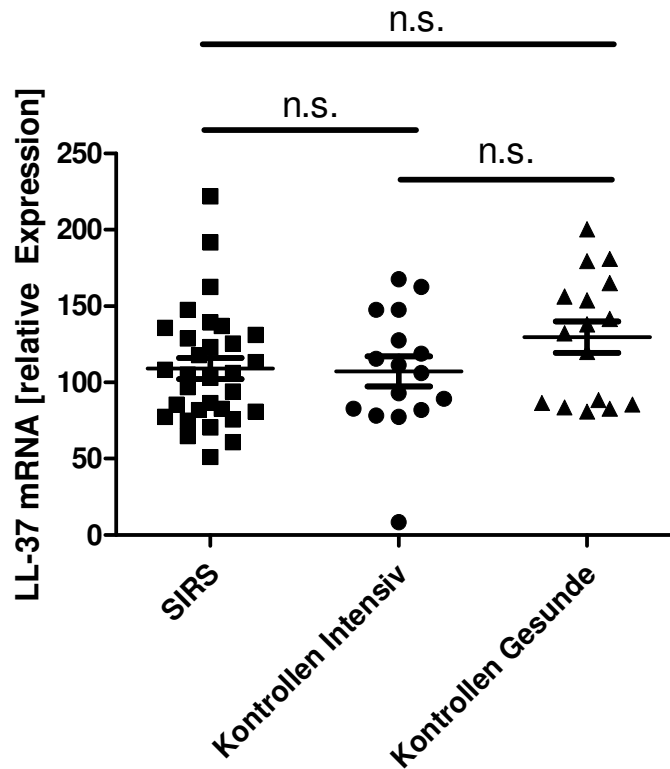 n.s.
n.s.
n.s.
LL-37 mRNA [relative Expression]
250
200
150
100
50
0
SIRS
Kontrollen Intensiv
Kontrollen Gesunde